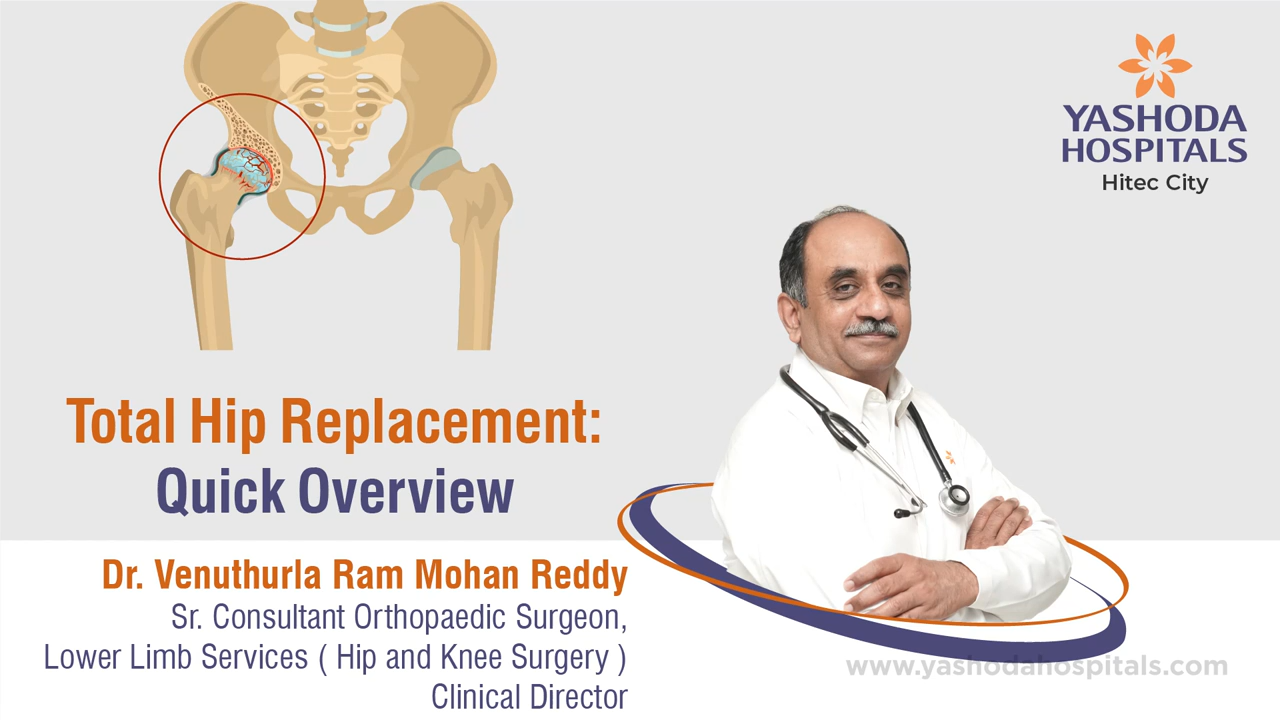 YASHODA
HOSPITALS
Hitec City
Total Hip Replacement:
Quick Overview
Dr. Venuthurla Ram Mohan Reddy
Sr. Consultant Orthopaedic Surgeon,
Lower Limb Services ( Hip and Knee Surgery )
Clinical Director
www.yashodahospitals.com